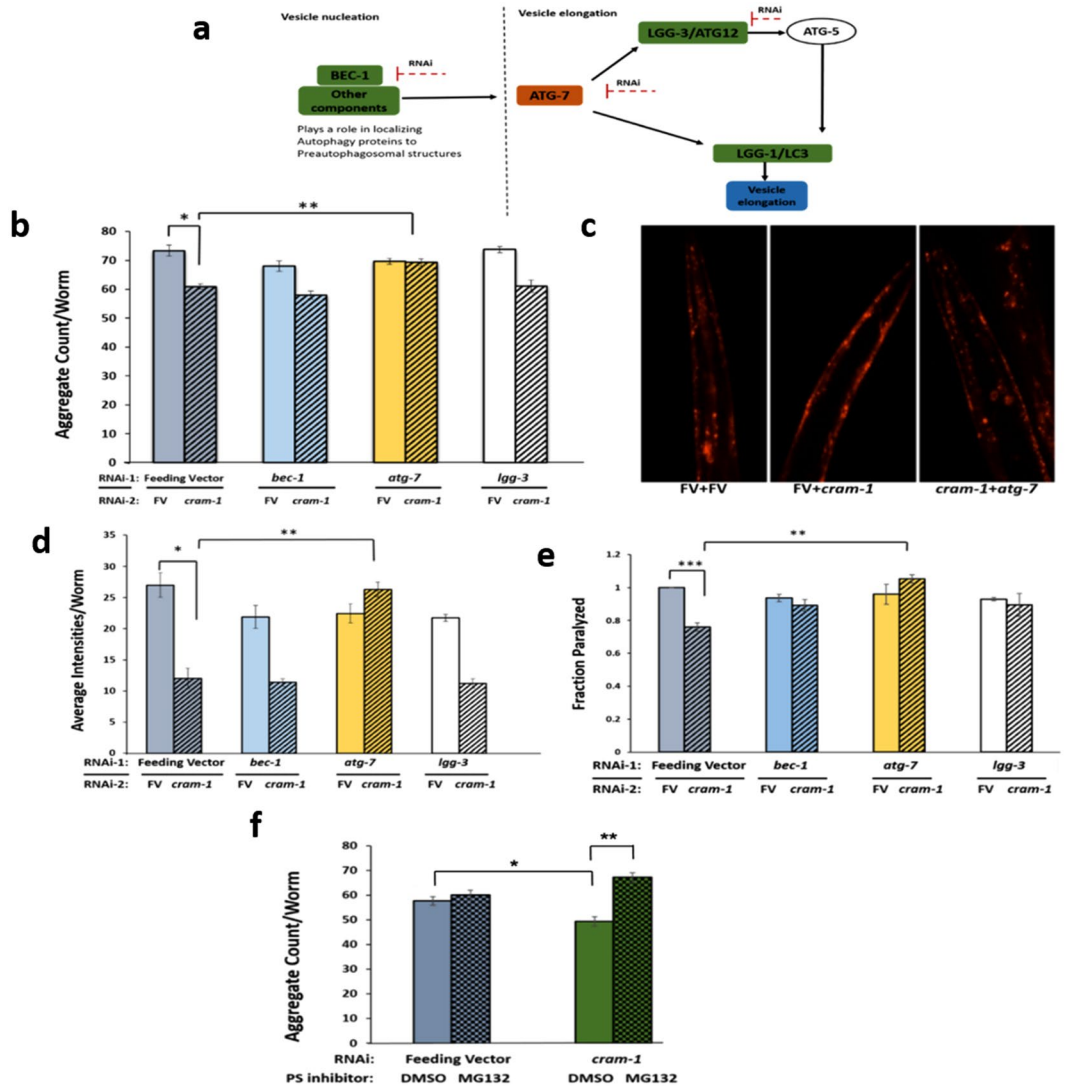 a
Vesicle nucleation
Vesicle elongation
RNAi
LGG-3/ATG12
ATG-5
BEC-1
RNAi
Other
components
ATG-7
RNAi
Plays a role in localizing
Autophagy proteins to
Preautophagosomal structures
LGG-1/LC3
Vesicle
elongation
b
Aggregate Count/Worm
80
70
60
50
40
30
20
10
0
*
**
RNAi-1: Feeding Vector bec-1 atg-7 lgg-3
RNAi-2: FV cram-1 FV cram-1 FV cram-1 FV cram-1
c
FV+FV FV+cram-1 cram-1+atg-7
d
Average Intensities/Worm
35
30
25
20
15
10
5
0
*
**
RNAi-1: Feeding Vector bec-1 atg-7 lgg-3
RNAi-2: FV cram-1 FV cram-1 FV cram-1 FV cram-1
e
Fraction Paralyzed
1.2
1
0.8
0.6
0.4
0.2
0
***
**
RNAi-1: Feeding Vector bec-1 atg-7 lgg-3
RNAi-2: FV cram-1 FV cram-1 FV cram-1 FV cram-1
f
Aggregate Count/Worm
80
70
60
50
40
30
20
10
0
*
**
RNAi: Feeding Vector cram-1
PS inhibitor: DMSO MG132 DMSO MG132